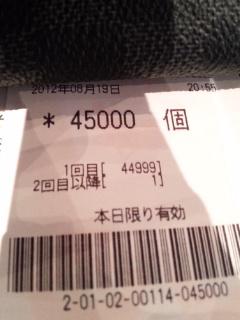 2012年08月19日 20:55
* 45000 個
1回目[ 44999]
2回目以降[ 1]
本日限り有効
2-01-02-00114-045000